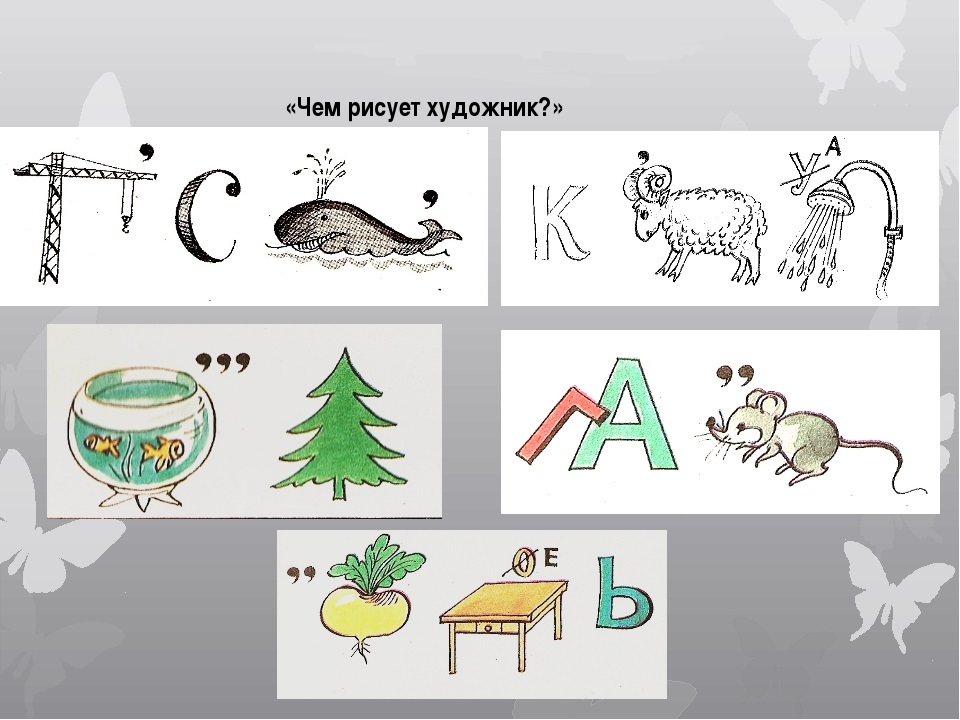 «Чем рисует художник?»
’ С ’
К ’ У А
’’’
Г А ’’
’’ О Е Ь